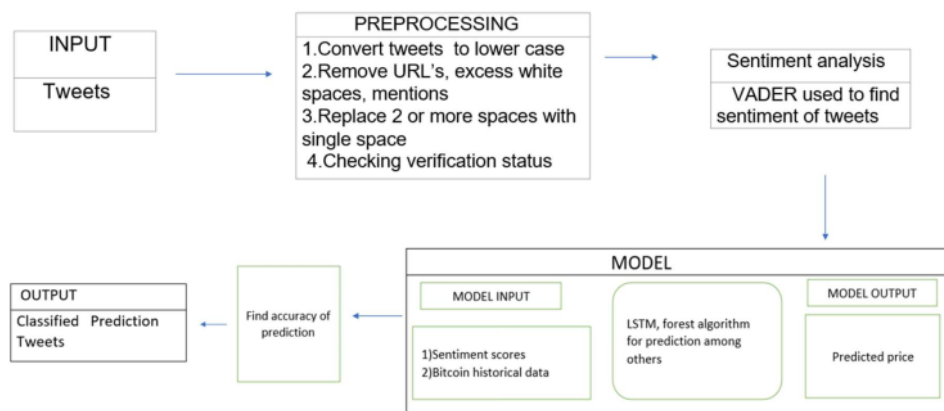 INPUT
Tweets
PREPROCESSING
1.Convert tweets to lower case
2.Remove URL's, excess white
spaces, mentions
3.Replace 2 or more spaces with
single space
4.Checking verification status
Sentiment analysis
VADER used to find
sentiment of tweets
MODEL
MODEL INPUT
1)Sentiment scores
2)Bitcoin historical data
LSTM, forest algorithm
for prediction among
others
MODEL OUTPUT
Predicted price
Find accuracy of
prediction
OUTPUT
Classified Prediction
Tweets